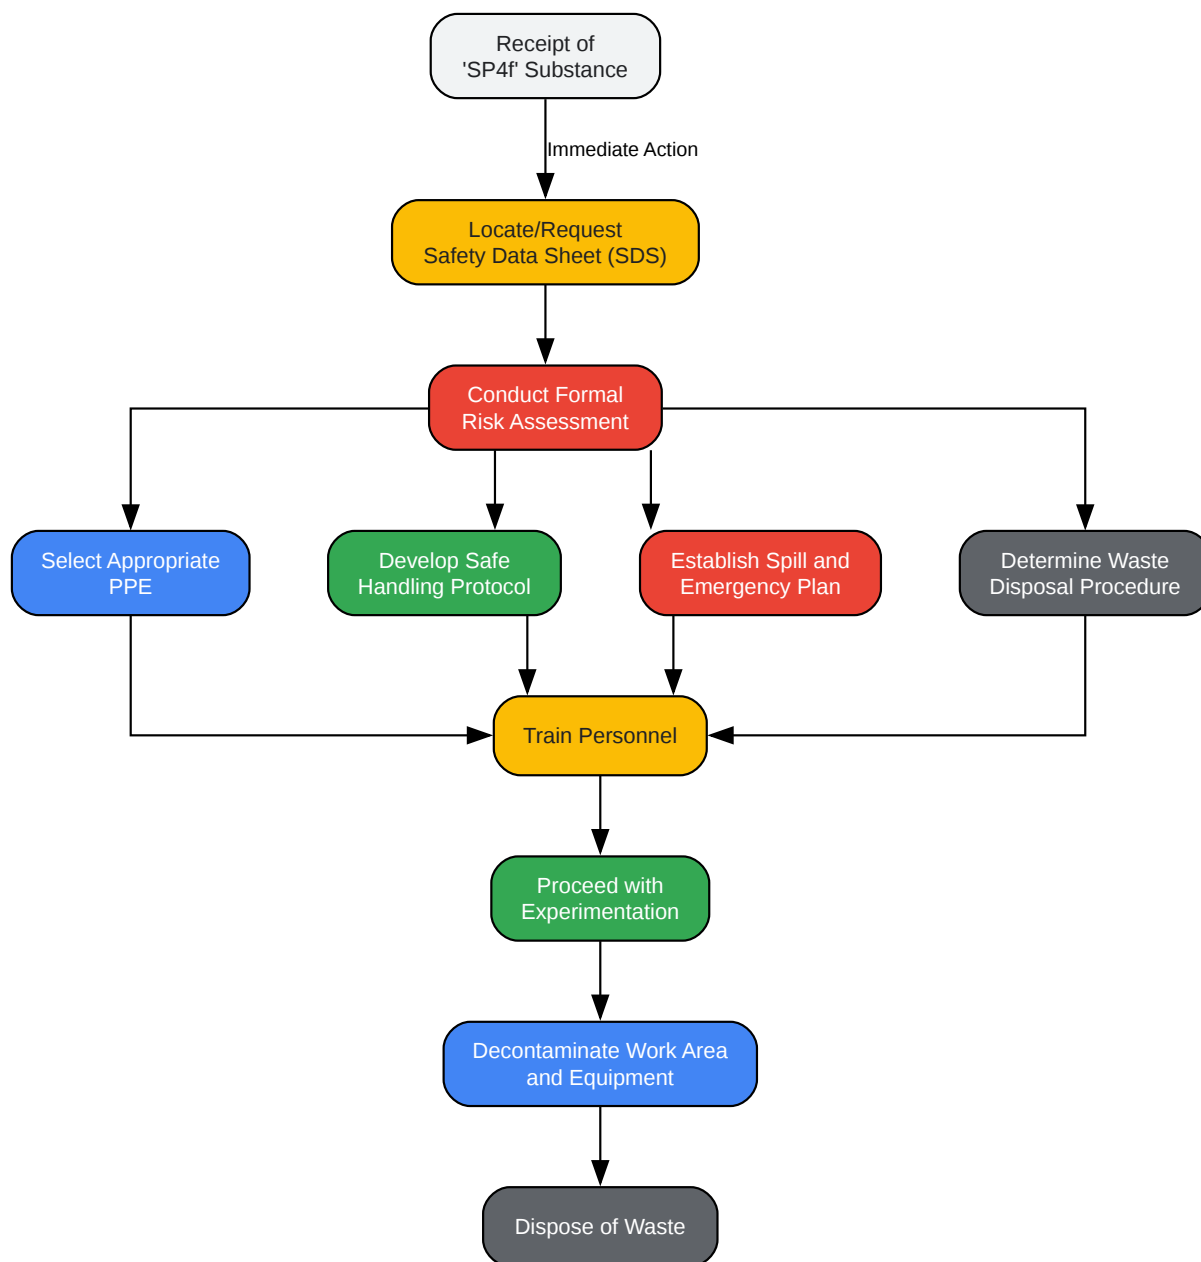 Receipt of
'SP4f' Substance
Immediate Action
Locate/Request
Safety Data Sheet (SDS)
Conduct Formal
Risk Assessment
Select Appropriate
PPE
Develop Safe
Handling Protocol
Establish Spill and
Emergency Plan
Determine Waste
Disposal Procedure
Train Personnel
Proceed with
Experimentation
Decontaminate Work Area
and Equipment
Dispose of Waste